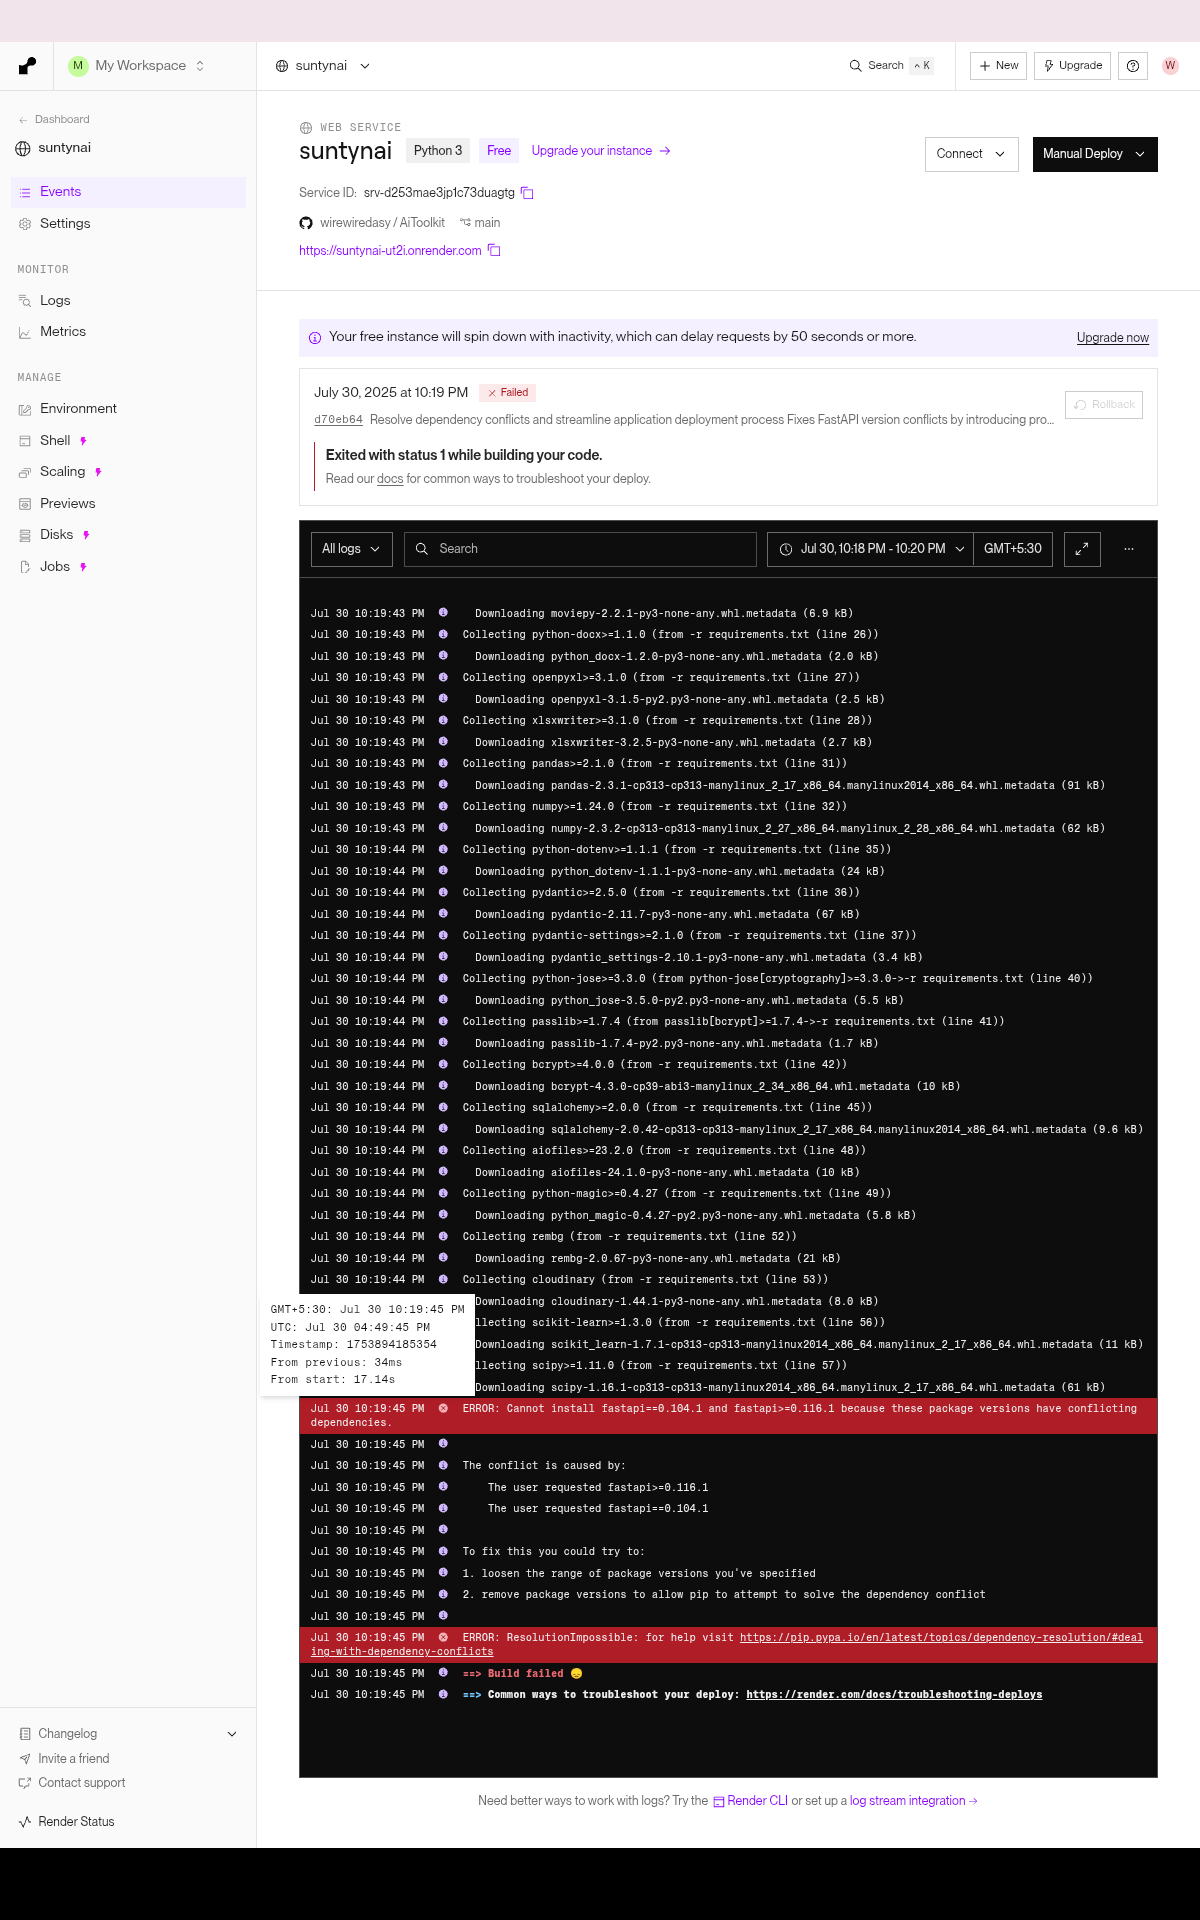 M My Workspace
suntynai
Search ^ K
+ New
Upgrade
W
← Dashboard
suntynai
Events
Settings
MONITOR
Logs
Metrics
MANAGE
Environment
Shell
Scaling
Previews
Disks
Jobs
Changelog
Invite a friend
Contact support
Render Status
WEB SERVICE
suntynai Python 3 Free Upgrade your instance →
Connect
Manual Deploy
Service ID: srv-d253mae3jp1c73duagtg
wirewiredasy / AiToolkit main
https://suntynai-ut2i.onrender.com
Your free instance will spin down with inactivity, which can delay requests by 50 seconds or more. Upgrade now
July 30, 2025 at 10:19 PM × Failed
Rollback
d70eb64 Resolve dependency conflicts and streamline application deployment process Fixes FastAPI version conflicts by introducing pro...
Exited with status 1 while building your code.
Read our docs for common ways to troubleshoot your deploy.
All logs Search Jul 30, 10:18 PM - 10:20 PM GMT+5:30 ...
Jul 30 10:19:43 PM Downloading moviepy-2.2.1-py3-none-any.whl.metadata (6.9 kB)
Jul 30 10:19:43 PM Collecting python-docx>=1.1.0 (from -r requirements.txt (line 26))
Jul 30 10:19:43 PM Downloading python_docx-1.2.0-py3-none-any.whl.metadata (2.0 kB)
Jul 30 10:19:43 PM Collecting openpyxl>=3.1.0 (from -r requirements.txt (line 27))
Jul 30 10:19:43 PM Downloading openpyxl-3.1.5-py2.py3-none-any.whl.metadata (2.5 kB)
Jul 30 10:19:43 PM Collecting xlsxwriter>=3.1.0 (from -r requirements.txt (line 28))
Jul 30 10:19:43 PM Downloading xlsxwriter-3.2.5-py3-none-any.whl.metadata (2.7 kB)
Jul 30 10:19:43 PM Collecting pandas>=2.1.0 (from -r requirements.txt (line 31))
Jul 30 10:19:43 PM Downloading pandas-2.3.1-cp313-cp313-manylinux_2_17_x86_64.manylinux2014_x86_64.whl.metadata (91 kB)
Jul 30 10:19:43 PM Collecting numpy>=1.24.0 (from -r requirements.txt (line 32))
Jul 30 10:19:43 PM Downloading numpy-2.3.2-cp313-cp313-manylinux_2_27_x86_64.manylinux_2_28_x86_64.whl.metadata (62 kB)
Jul 30 10:19:44 PM Collecting python-dotenv>=1.1.1 (from -r requirements.txt (line 35))
Jul 30 10:19:44 PM Downloading python_dotenv-1.1.1-py3-none-any.whl.metadata (24 kB)
Jul 30 10:19:44 PM Collecting pydantic>=2.5.0 (from -r requirements.txt (line 36))
Jul 30 10:19:44 PM Downloading pydantic-2.11.7-py3-none-any.whl.metadata (67 kB)
Jul 30 10:19:44 PM Collecting pydantic-settings>=2.1.0 (from -r requirements.txt (line 37))
Jul 30 10:19:44 PM Downloading pydantic_settings-2.10.1-py3-none-any.whl.metadata (3.4 kB)
Jul 30 10:19:44 PM Collecting python-jose>=3.3.0 (from python-jose[cryptography]>=3.3.0->-r requirements.txt (line 40))
Jul 30 10:19:44 PM Downloading python_jose-3.5.0-py2.py3-none-any.whl.metadata (5.5 kB)
Jul 30 10:19:44 PM Collecting passlib>=1.7.4 (from passlib[bcrypt]>=1.7.4->-r requirements.txt (line 41))
Jul 30 10:19:44 PM Downloading passlib-1.7.4-py2.py3-none-any.whl.metadata (1.7 kB)
Jul 30 10:19:44 PM Collecting bcrypt>=4.0.0 (from -r requirements.txt (line 42))
Jul 30 10:19:44 PM Downloading bcrypt-4.3.0-cp39-abi3-manylinux_2_34_x86_64.whl.metadata (10 kB)
Jul 30 10:19:44 PM Collecting sqlalchemy>=2.0.0 (from -r requirements.txt (line 45))
Jul 30 10:19:44 PM Downloading sqlalchemy-2.0.42-cp313-cp313-manylinux_2_17_x86_64.manylinux2014_x86_64.whl.metadata (9.6 kB)
Jul 30 10:19:44 PM Collecting aiofiles>=23.2.0 (from -r requirements.txt (line 48))
Jul 30 10:19:44 PM Downloading aiofiles-24.1.0-py3-none-any.whl.metadata (10 kB)
Jul 30 10:19:44 PM Collecting python-magic>=0.4.27 (from -r requirements.txt (line 49))
Jul 30 10:19:44 PM Downloading python_magic-0.4.27-py2.py3-none-any.whl.metadata (5.8 kB)
Jul 30 10:19:44 PM Collecting rembg (from -r requirements.txt (line 52))
Jul 30 10:19:44 PM Downloading rembg-2.0.67-py3-none-any.whl.metadata (21 kB)
Jul 30 10:19:44 PM Collecting cloudinary (from -r requirements.txt (line 53))
Downloading cloudinary-1.44.1-py3-none-any.whl.metadata (8.0 kB)
llecting scikit-learn>=1.3.0 (from -r requirements.txt (line 56))
Downloading scikit_learn-1.7.1-cp313-cp313-manylinux2014_x86_64.manylinux_2_17_x86_64.whl.metadata (11 kB)
llecting scipy>=1.11.0 (from -r requirements.txt (line 57))
Downloading scipy-1.16.1-cp313-cp313-manylinux2014_x86_64.manylinux_2_17_x86_64.whl.metadata (61 kB)
GMT+5:30: Jul 30 10:19:45 PM
UTC: Jul 30 04:49:45 PM
Timestamp: 1753894185354
From previous: 34ms
From start: 17.14s
Jul 30 10:19:45 PM ERROR: Cannot install fastapi==0.104.1 and fastapi>=0.116.1 because these package versions have conflicting
dependencies.
Jul 30 10:19:45 PM
Jul 30 10:19:45 PM The conflict is caused by:
Jul 30 10:19:45 PM The user requested fastapi>=0.116.1
Jul 30 10:19:45 PM The user requested fastapi==0.104.1
Jul 30 10:19:45 PM
Jul 30 10:19:45 PM To fix this you could try to:
Jul 30 10:19:45 PM 1. loosen the range of package versions you've specified
Jul 30 10:19:45 PM 2. remove package versions to allow pip to attempt to solve the dependency conflict
Jul 30 10:19:45 PM
Jul 30 10:19:45 PM ERROR: ResolutionImpossible: for help visit https://pip.pypa.io/en/latest/topics/dependency-resolution/#deal
ing-with-dependency-conflicts
Jul 30 10:19:45 PM ==> Build failed 😞
Jul 30 10:19:45 PM ==> Common ways to troubleshoot your deploy: https://render.com/docs/troubleshooting-deploys
Need better ways to work with logs? Try the Render CLI or set up a log stream integration →